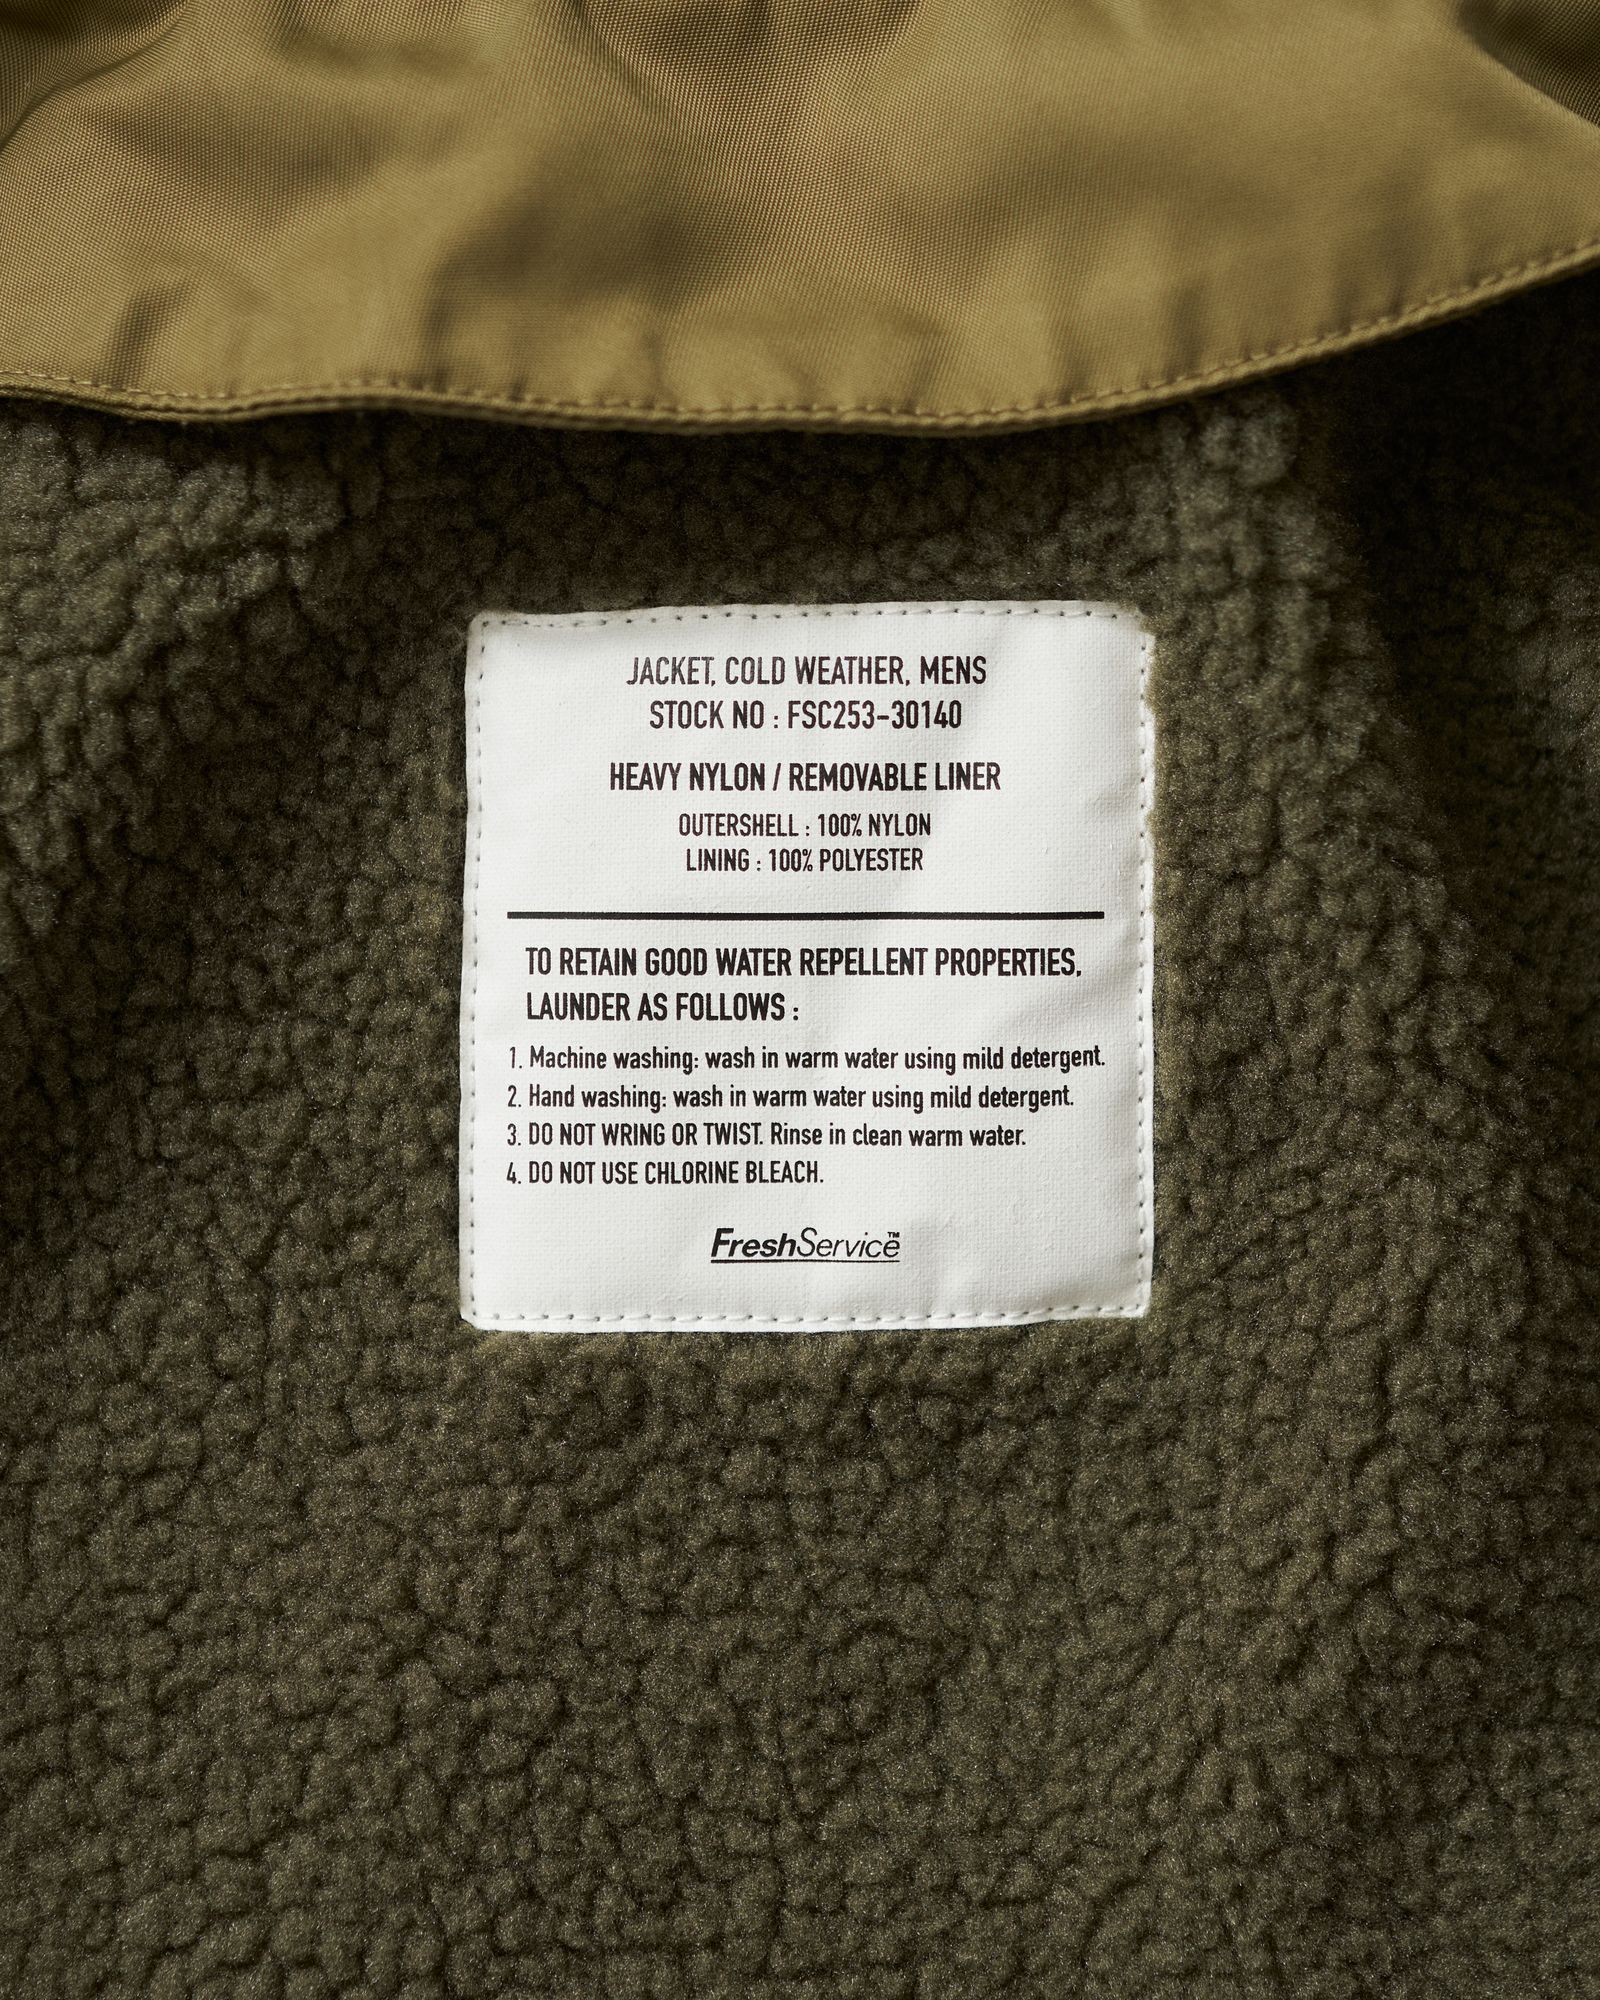 JACKET, COLD WEATHER, MENS
STOCK NO : FSC253-30140
HEAVY NYLON / REMOVABLE LINER
OUTERSHELL : 100% NYLON
LINING : 100% POLYESTER
TO RETAIN GOOD WATER REPELLENT PROPERTIES,
LAUNDER AS FOLLOWS :
1. Machine washing: wash in warm water using mild detergent.
2. Hand washing: wash in warm water using mild detergent.
3. DO NOT WRING OR TWIST. Rinse in clean warm water.
4. DO NOT USE CHLORINE BLEACH.
FreshService™